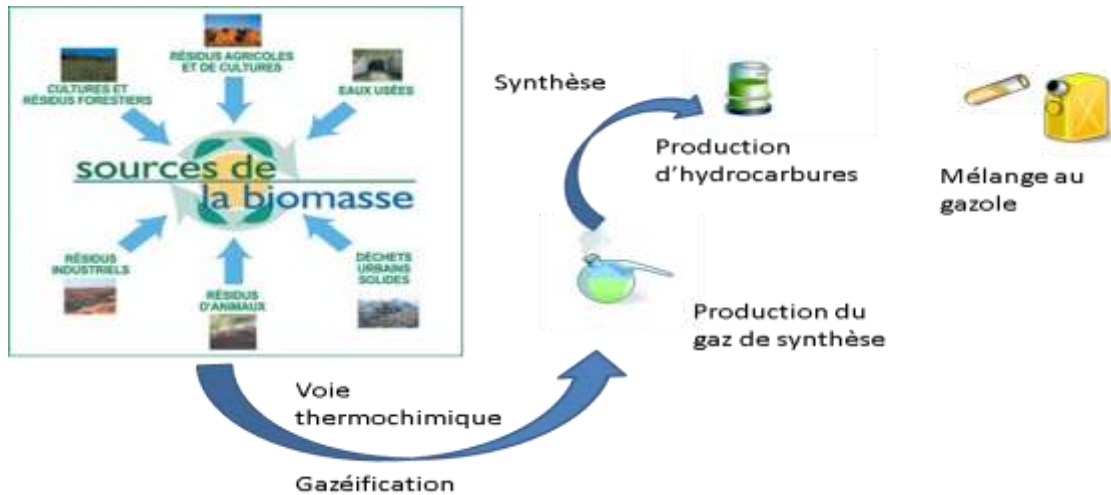 RÉSIDUS AGRICOLES
ET DE CULTURES
CULTURES ET
RÉSIDUS FORESTIERS
EAUX USÉES
sources de
la biomasse
RÉSIDUS
INDUSTRIELS
RÉSIDUS
D'ANIMAUX
DÉCHETS
URBAINS
SOLIDES
Voie
thermochimique
Gazéification
Production du
gaz de synthèse
Synthèse
Production
d'hydrocarbures
Mélange au
gazole